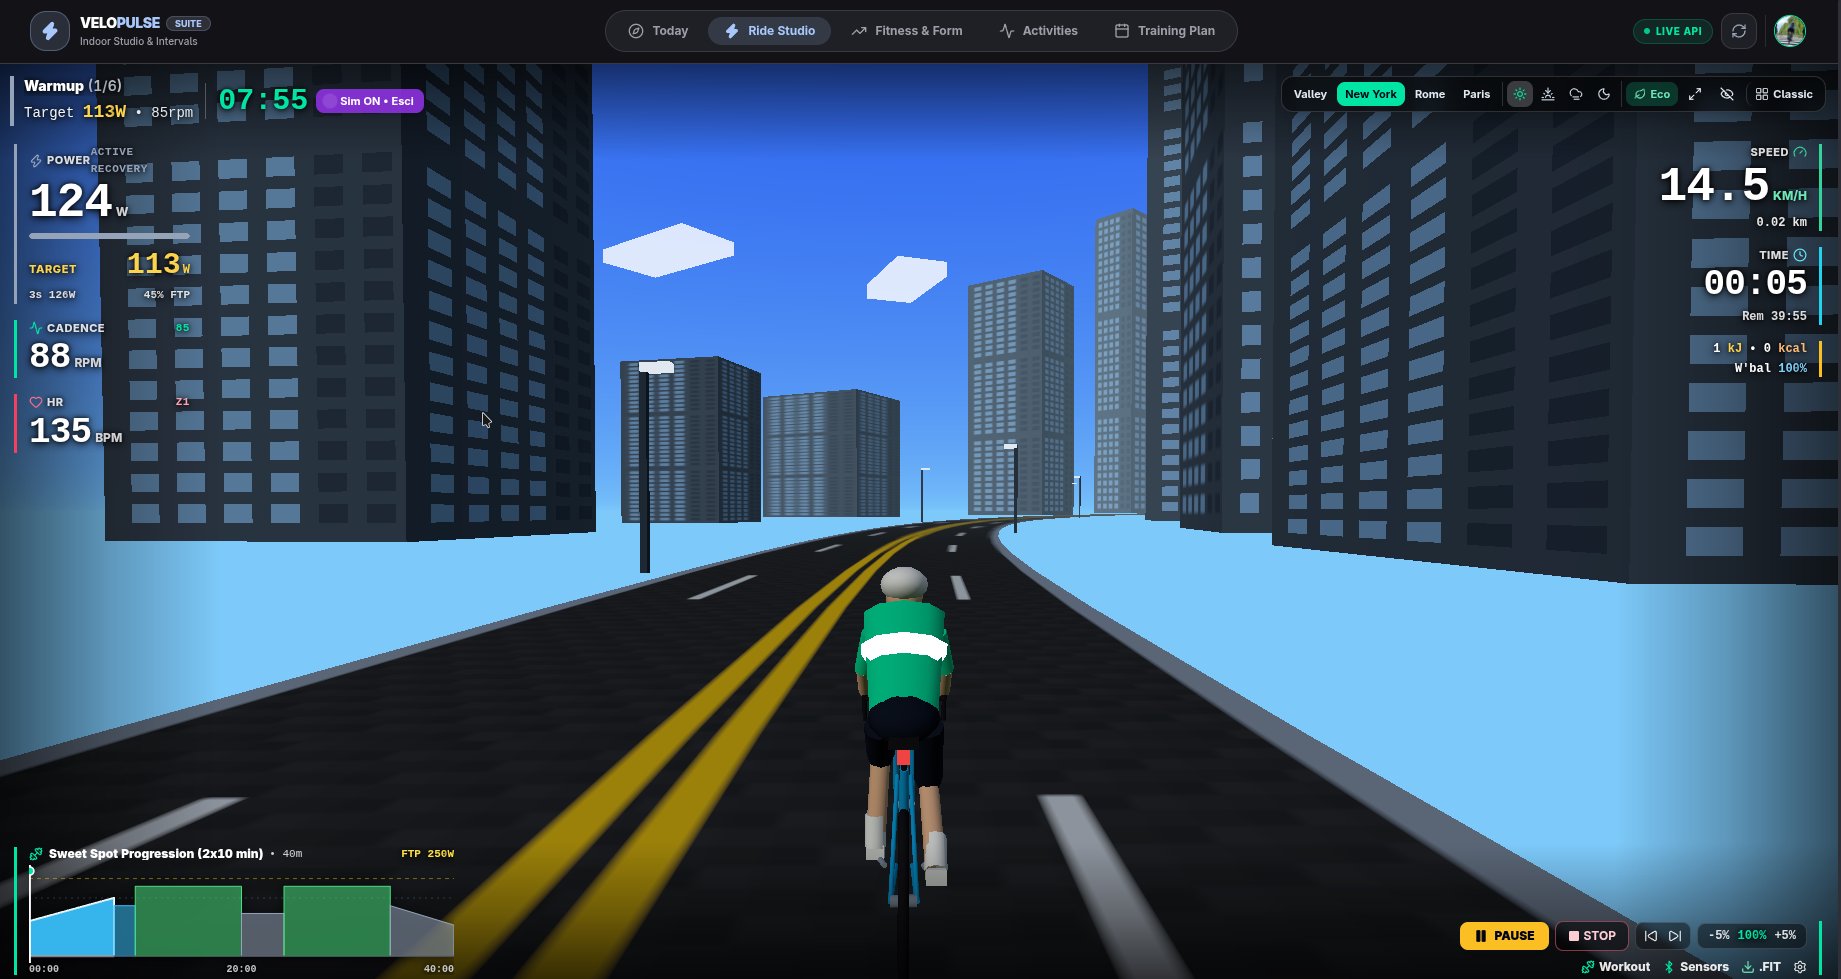 VELOPULSE SUITE
Indoor Studio & Intervals
Today
Ride Studio
Fitness & Form
Activities
Training Plan
LIVE API
Warmup (1/6)
Target 113W • 85rpm
07:55
Sim ON • Esci
Valley
New York
Rome
Paris
Eco
Classic
POWER
ACTIVE RECOVERY
124 W
TARGET 113 W
3s 126W 45% FTP
CADENCE 85
88 RPM
HR Z1
135 BPM
SPEED
14.5 KM/H
0.02 km
TIME
00:05
Rem 39:55
1 kJ • 0 kcal
W'bal 100%
Sweet Spot Progression (2x10 min) • 40m FTP 250W
00:00 20:00 40:00
PAUSE
STOP
-5% 100% +5%
Workout
Sensors
.FIT